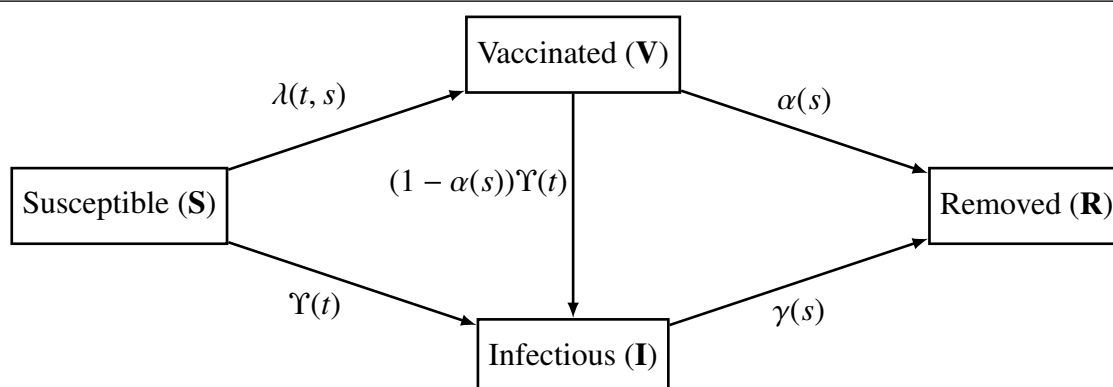 Vaccinated (V)
λ(t, s)
α(s)
(1 − α(s))ϒ(t)
Susceptible (S)
Removed (R)
ϒ(t)
γ(s)
Infectious (I)